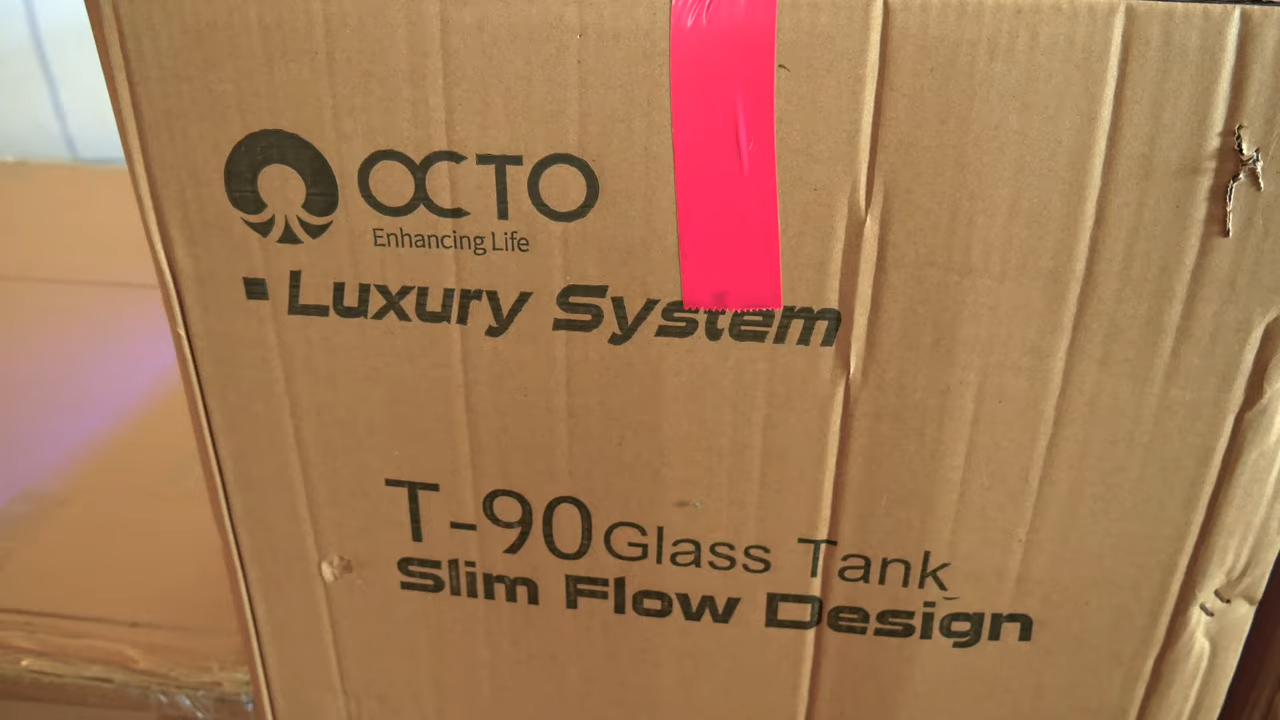 OCTO
Enhancing Life
Luxury System
T-90 Glass Tank
Slim Flow Design